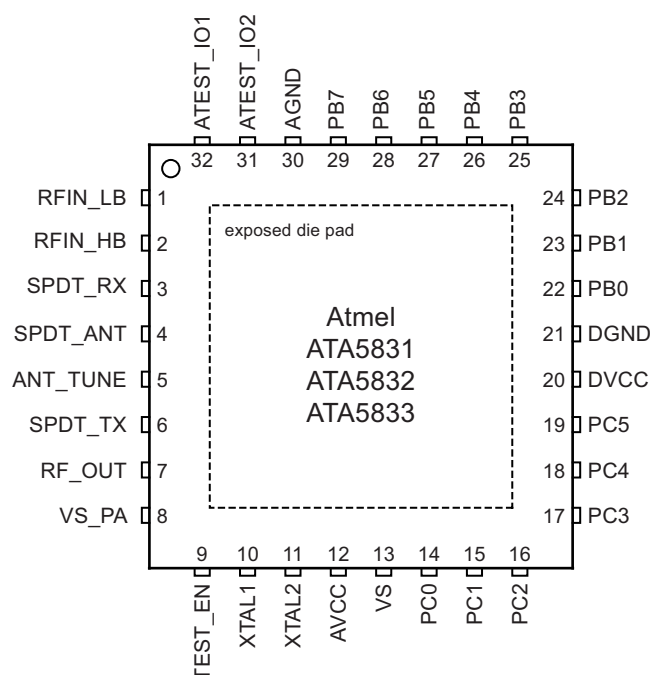 ATEST_IO1
ATEST_IO2
AGND
PB7
PB6
PB5
PB4
PB3
32 31 30 29 28 27 26 25
RFIN_LB 1
RFIN_HB 2
SPDT_RX 3
SPDT_ANT 4
ANT_TUNE 5
SPDT_TX 6
RF_OUT 7
VS_PA 8
exposed die pad
Atmel
ATA5831
ATA5832
ATA5833
24 PB2
23 PB1
22 PB0
21 DGND
20 DVCC
19 PC5
18 PC4
17 PC3
9 10 11 12 13 14 15 16
TEST_EN
XTAL1
XTAL2
AVCC
VS
PC0
PC1
PC2